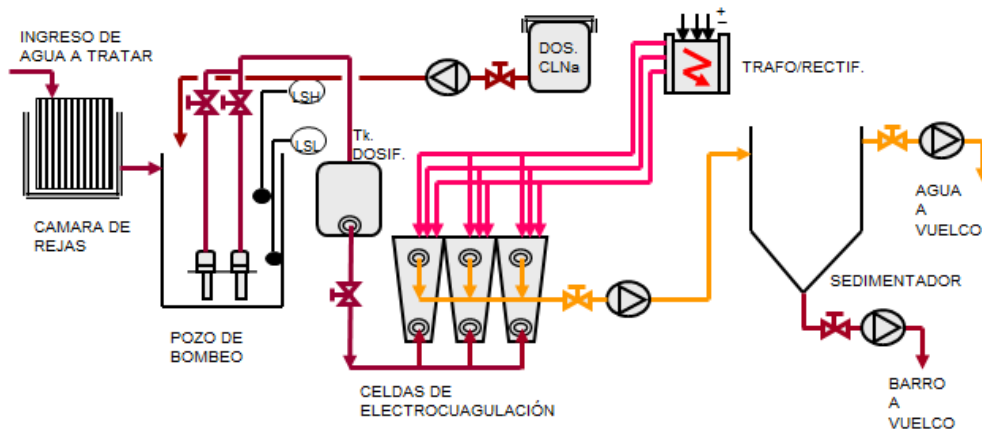 INGRESO DE
AGUA A TRATAR
CAMARA DE
REJAS
POZO DE
BOMBEO
LSH
LSL
Tk.
DOSIF.
DOS.
CLNa
+
−
TRAFO/RECTIF.
CELDAS DE
ELECTROCUAGULACIÓN
SEDIMENTADOR
AGUA
A
VUELCO
BARRO
A
VUELCO